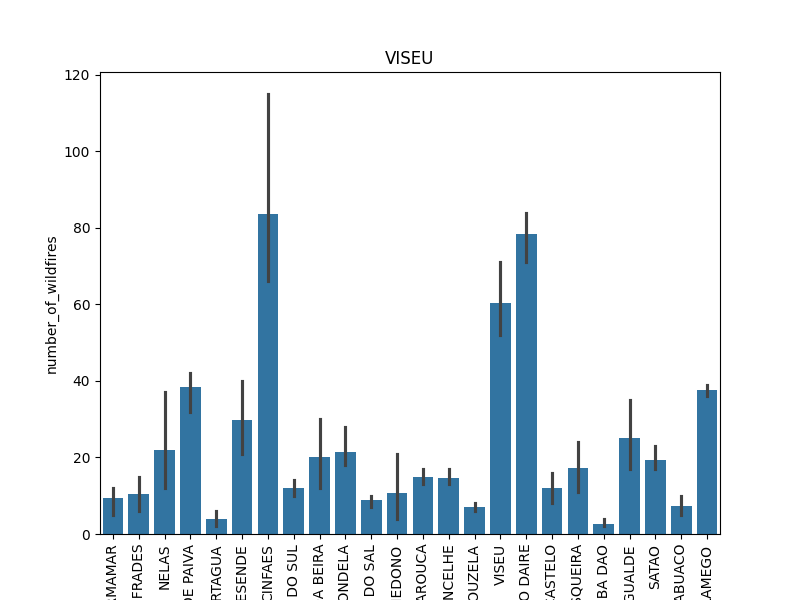 VISEU
number_of_wildfires
120
100
80
60
40
20
0
MAMAR
FRADES
NELAS
DE PAIVA
RTAGUA
ESENDE
CINFAES
DO SUL
A BEIRA
ONDELA
DO SAL
EDONO
AROUCA
NCELHE
OUZELA
VISEU
O DAIRE
ASTELO
SQUEIRA
BA DAO
GUALDE
SATAO
ABUACO
AMEGO